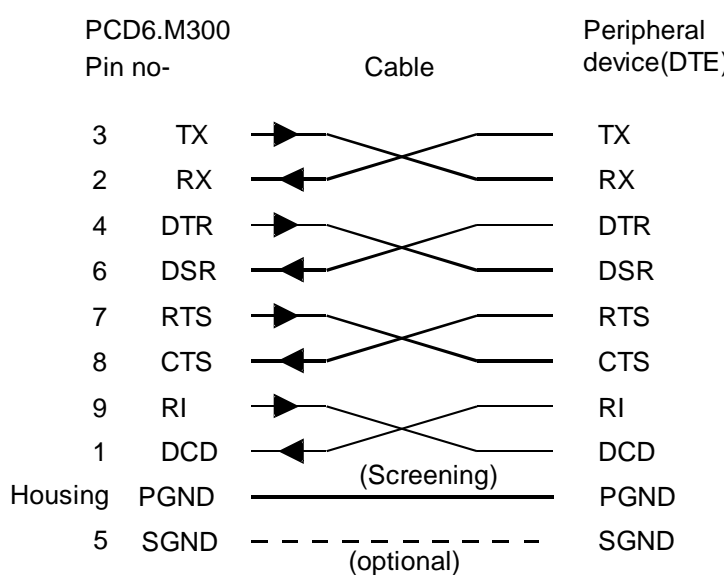 PCD6.M300 Peripheral
Pin no- Cable device(DTE)
3 TX TX
2 RX RX
4 DTR DTR
6 DSR DSR
7 RTS RTS
8 CTS CTS
9 RI RI
1 DCD DCD
(Screening)
Housing PGND PGND
5 SGND SGND
(optional)